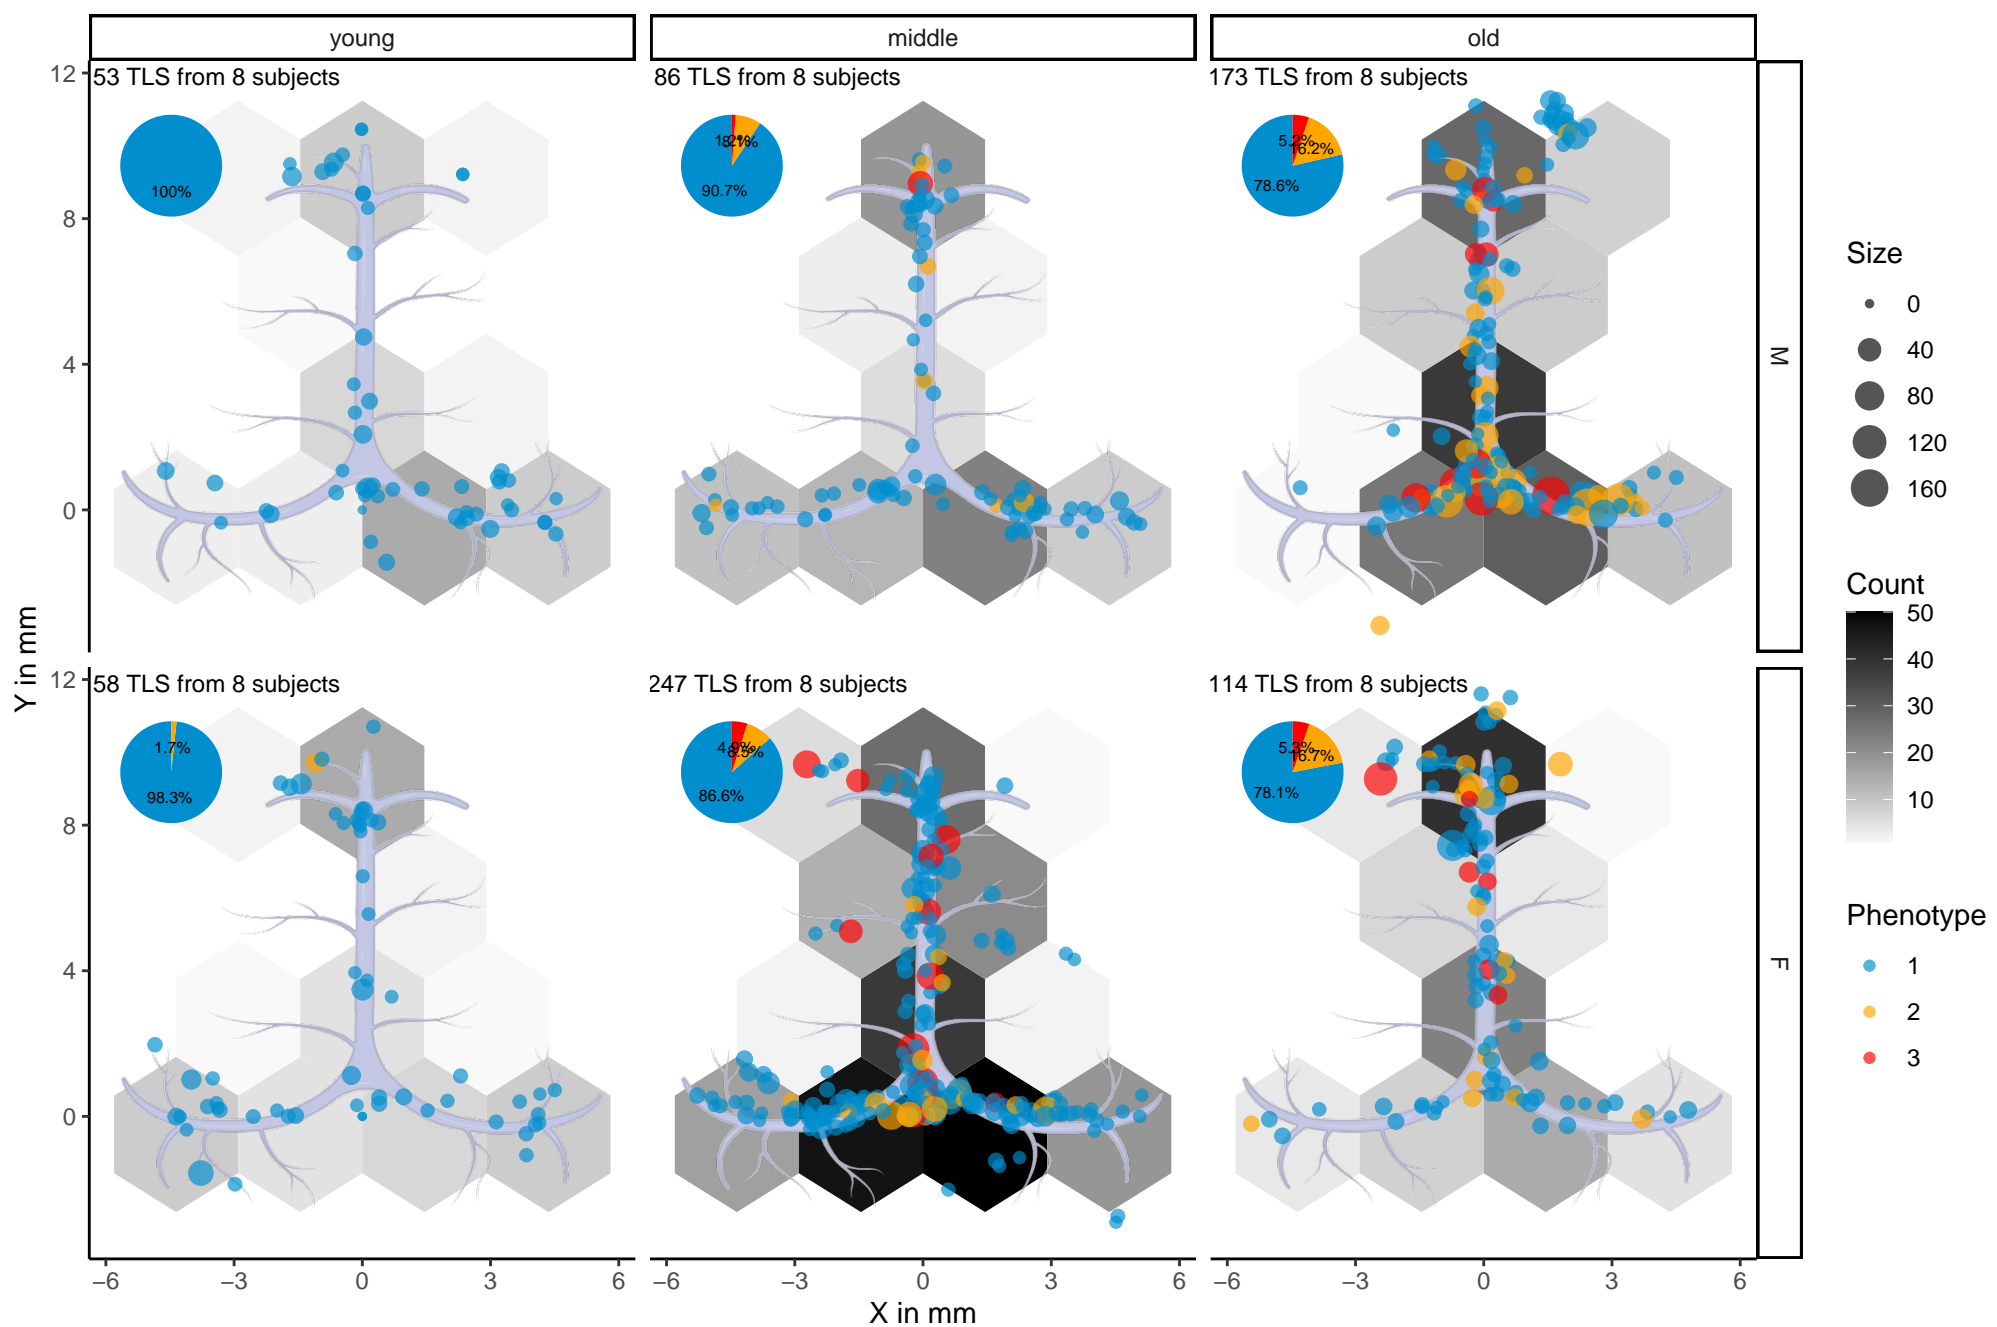 young middle old
53 TLS from 8 subjects 86 TLS from 8 subjects 173 TLS from 8 subjects
100% 90.7% 5.2% 78.6%
12
8
4
0
M
58 TLS from 8 subjects 247 TLS from 8 subjects 114 TLS from 8 subjects
1.7% 98.3% 86.6% 5.3% 78.1%
12
8
4
0
F
−6 −3 0 3 6 −6 −3 0 3 6 −6 −3 0 3 6
X in mm
Y in mm
Size
0
40
80
120
160
Count
50
40
30
20
10
Phenotype
1
2
3